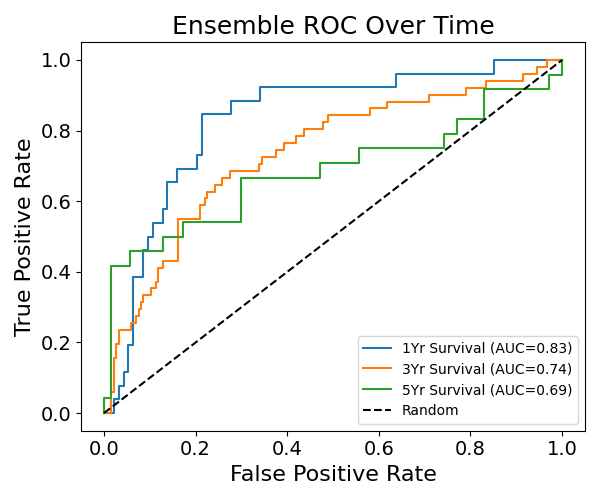 Ensemble ROC Over Time
True Positive Rate
1.0
0.8
0.6
0.4
0.2
0.0
1Yr Survival (AUC=0.83)
3Yr Survival (AUC=0.74)
5Yr Survival (AUC=0.69)
Random
0.0 0.2 0.4 0.6 0.8 1.0
False Positive Rate